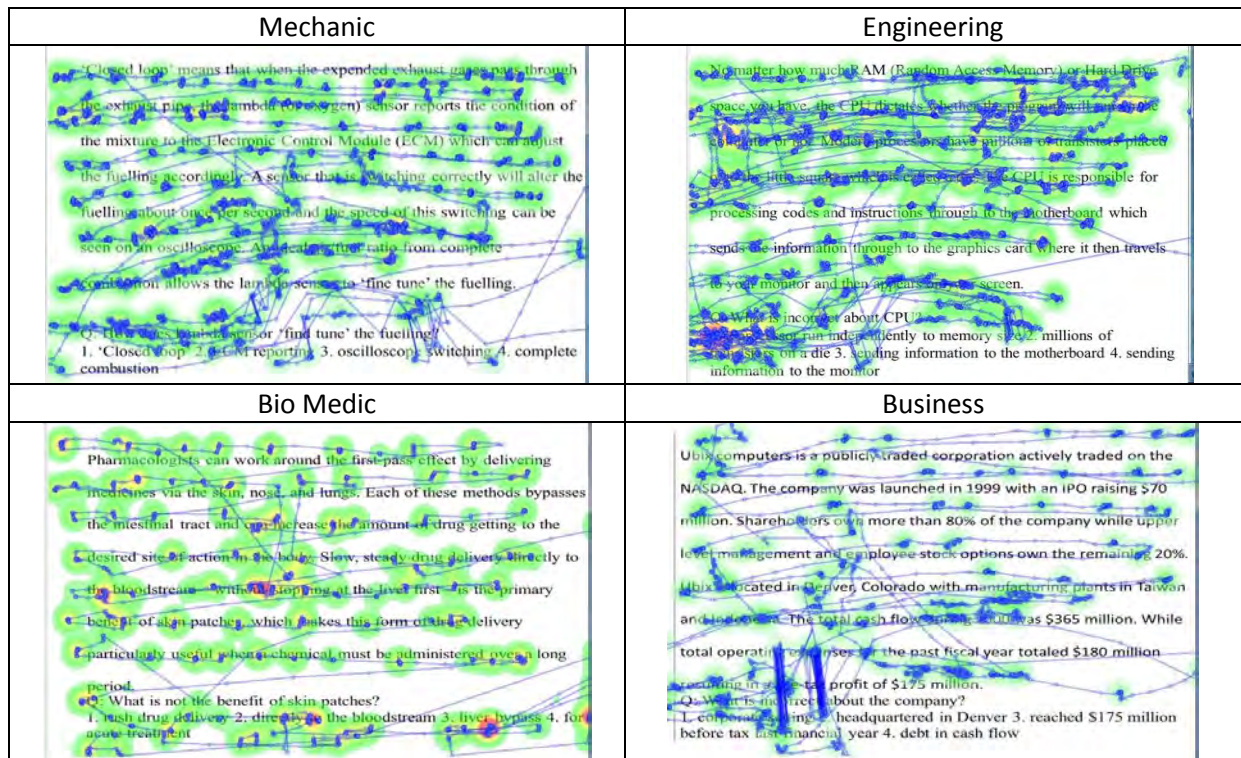 Mechanic
Engineering
'Closed loop' means that when the expended exhaust gases pass through
the exhaust pipe, the lambda (or oxygen) sensor reports the condition of
the mixture to the Electronic Control Module (ECM) which can adjust
the fuelling accordingly. A sensor that is switching correctly will alter the
fuelling about once per second and the speed of this switching can be
seen on an oscilloscope. An ideal air/fuel ratio from complete
combustion allows the lambda sensor to 'fine tune' the fuelling.
Q: How does lambda sensor 'find tune' the fuelling?
1. 'Closed loop' 2. ECM reporting 3. oscilloscope switching 4. complete
combustion
No matter how much RAM (Random Access Memory) or Hard Drive
space you have, the CPU dictates whether the program will run on the
computer or not. Modern processors have millions of transistors placed
onto the little square which is called a die. The CPU is responsible for
processing codes and instructions through to the motherboard which
sends the information through to the graphics card where it then travels
to your monitor and then appears on your screen.
Q: What is incorrect about CPU?
run independently to memory size 2. millions of
transistors on a die 3. sending information to the motherboard 4. sending
information to the monitor
Bio Medic
Business
Pharmacologists can work around the first-pass effect by delivering
medicines via the skin, nose, and lungs. Each of these methods bypasses
the intestinal tract and can increase the amount of drug getting to the
desired site of action in the body. Slow, steady drug delivery directly to
the bloodstream—without stopping at the liver first—is the primary
benefit of skin patches, which makes this form of drug delivery
particularly useful when a chemical must be administered over a long
period.
Q: What is not the benefit of skin patches?
1. rush drug delivery 2. directly to the bloodstream 3. liver bypass 4. for
acute treatment
Ubix computers is a publicly traded corporation actively traded on the
NASDAQ. The company was launched in 1999 with an IPO raising $70
million. Shareholders own more than 80% of the company while upper
level management and employee stock options own the remaining 20%.
Ubix is located in Denver, Colorado with manufacturing plants in Taiwan
and Indonesia. The total cash flow during 2000 was $365 million. While
total operating expenses for the past fiscal year totaled $180 million
resulting in a pre-tax profit of $175 million.
Q: What is incorrect about the company?
1. corporate headquartered in Denver 3. reached $175 million
before tax last financial year 4. debt in cash flow